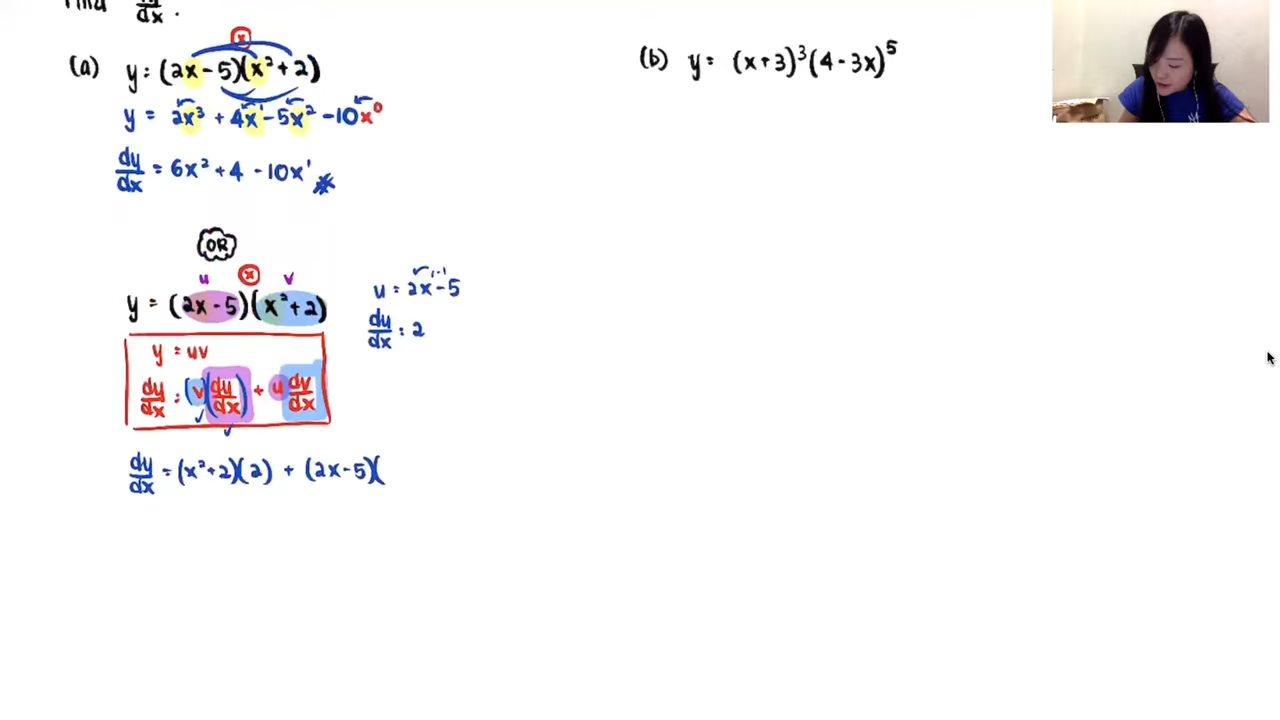 Find dy/dx.
(a) y = (2x - 5)(x² + 2)
x
y = 2x³ + 4x¹ - 5x² - 10x⁰
dy/dx = 6x² + 4 - 10x¹
OR
u x v
y = (2x - 5)(x² + 2)
y = uv
dy/dx = (v)(du/dx) + u dv/dx
dy/dx = (x² + 2)(2) + (2x - 5)(
u = 2x¹⁻¹ - 5
du/dx = 2
(b) y = (x + 3)³(4 - 3x)⁵